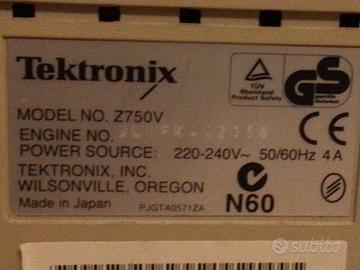 Tektronix
TÜV
Rheinland
Product Safety
GS
MODEL NO. Z750V
ENGINE NO.
CE
POWER SOURCE: 220-240V~ 50/60Hz 4A
TEKTRONIX, INC.
WILSONVILLE, OREGON
N60
Made in Japan
PJGTA0571ZA
subito